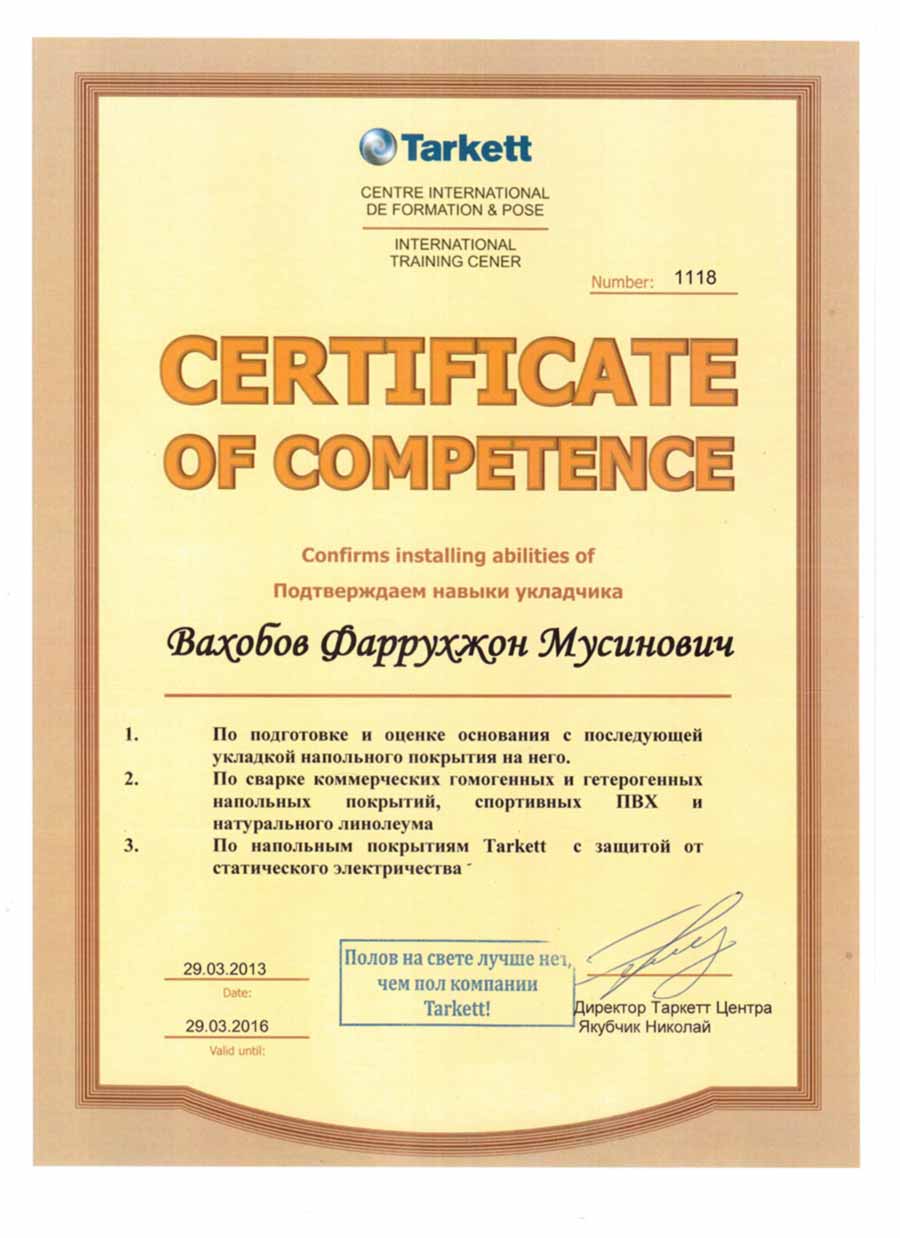 Tarkett
CENTRE INTERNATIONAL
DE FORMATION & POSE
INTERNATIONAL
TRAINING CENER
Number: 1118
CERTIFICATE
OF COMPETENCE
Confirms installing abilities of
Подтверждаем навыки укладчика
Вахобов Фаррухжон Мусинович
1. По подготовке и оценке основания с последующей
укладкой напольного покрытия на него.
2. По сварке коммерческих гомогенных и гетерогенных
напольных покрытий, спортивных ПВХ и
натурального линолеума
3. По напольным покрытиям Tarkett с защитой от
статического электричества
29.03.2013
Date:
29.03.2016
Valid until:
Полов на свете лучше нет,
чем пол компании
Tarkett!
Директор Таркетт Центра
Якубчик Николай